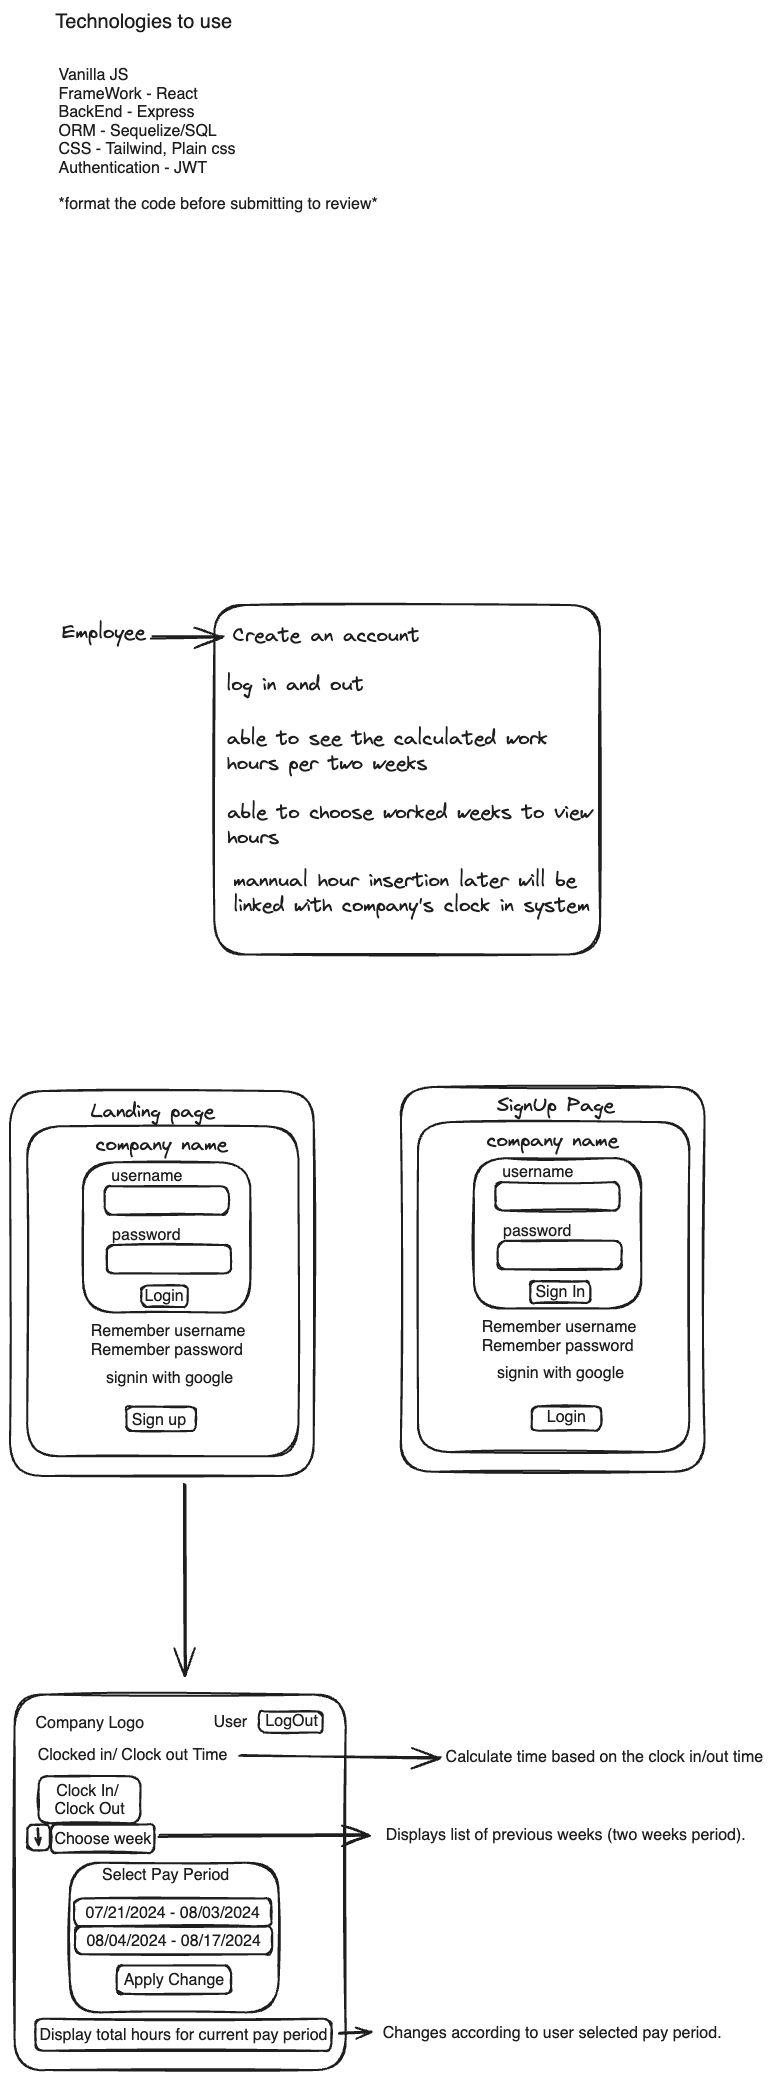 Technologies to use
Vanilla JS
FrameWork - React
BackEnd - Express
ORM - Sequelize/SQL
CSS - Tailwind, Plain css
Authentication - JWT
*format the code before submitting to review*
Employee
Create an account
log in and out
able to see the calculated work
hours per two weeks
able to choose worked weeks to view
hours
mannual hour insertion later will be
linked with company's clock in system
Landing page
company name
username
password
Login
Remember username
Remember password
signin with google
Sign up
SignUp Page
company name
username
password
Sign In
Remember username
Remember password
signin with google
Login
Company Logo
User
LogOut
Clocked in/ Clock out Time
Calculate time based on the clock in/out time
Clock In/
Clock Out
Choose week
Displays list of previous weeks (two weeks period).
Select Pay Period
07/21/2024 - 08/03/2024
08/04/2024 - 08/17/2024
Apply Change
Display total hours for current pay period
Changes according to user selected pay period.